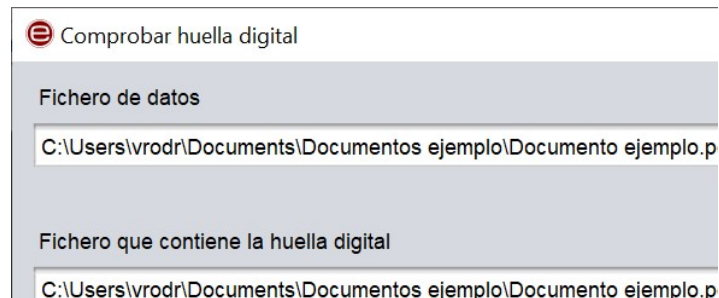 Comprobar huella digital
Fichero de datos
C:\Users\vrodr\Documents\Documentos ejemplo\Documento ejemplo.p
Fichero que contiene la huella digital
C:\Users\vrodr\Documents\Documentos ejemplo\Documento ejemplo.p